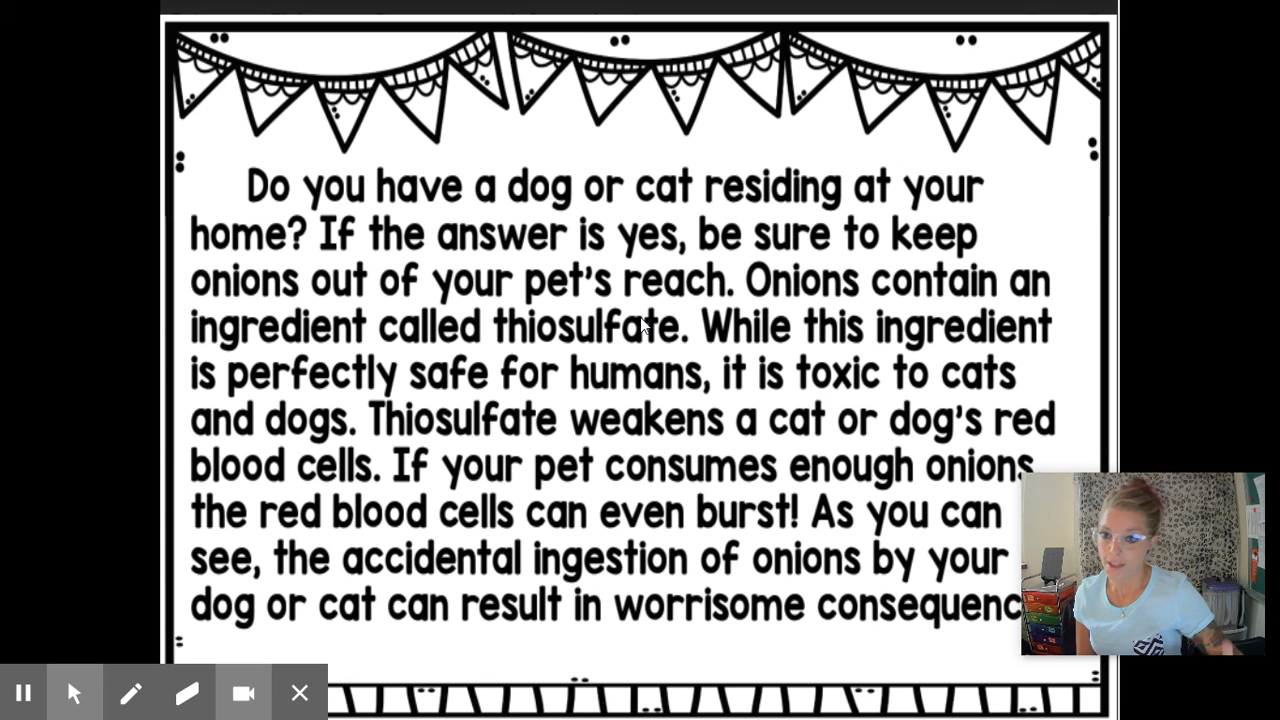 Do you have a dog or cat residing at your
home? If the answer is yes, be sure to keep
onions out of your pet's reach. Onions contain an
ingredient called thiosulfate. While this ingredient
is perfectly safe for humans, it is toxic to cats
and dogs. Thiosulfate weakens a cat or dog's red
blood cells. If your pet consumes enough onions
the red blood cells can even burst! As you can
see, the accidental ingestion of onions by your
dog or cat can result in worrisome